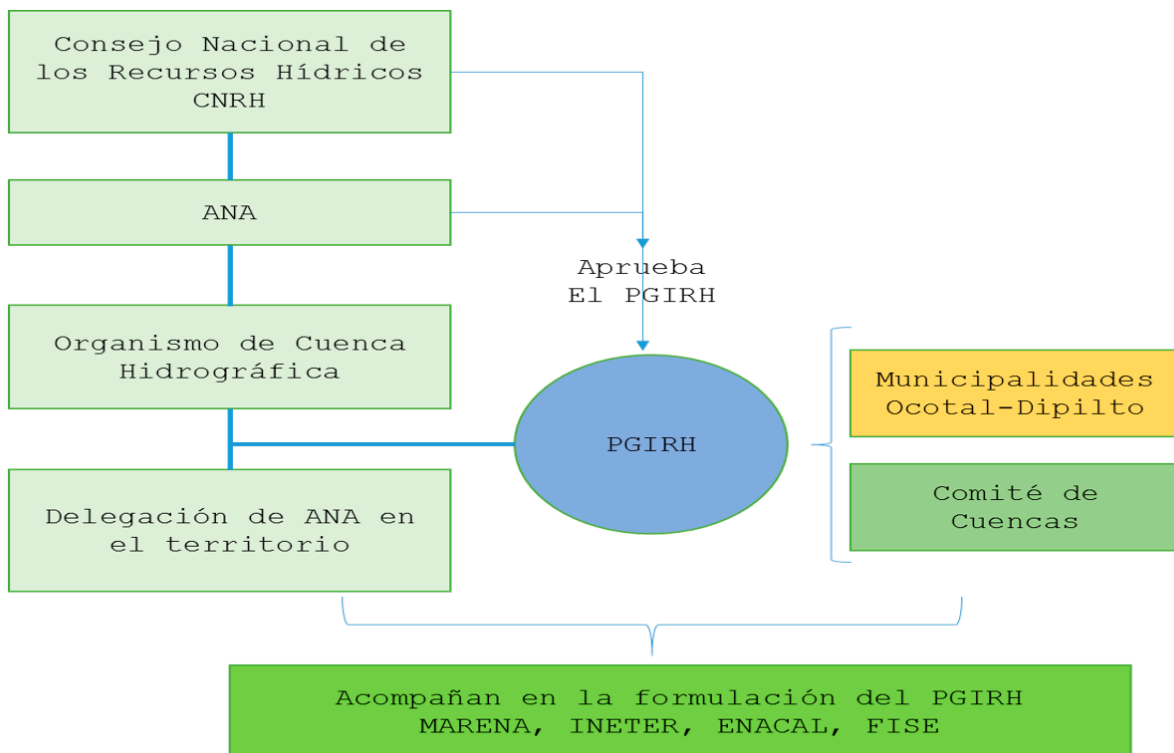 Consejo Nacional de
los Recursos Hídricos
CNRH
ANA
Aprueba
El PGIRH
Organismo de Cuenca
Hidrográfica
Municipalidades
Ocotal-Dipilto
PGIRH
Comité de
Cuencas
Delegación de ANA en
el territorio
Acompañan en la formulación del PGIRH
MARENA, INETER, ENACAL, FISE